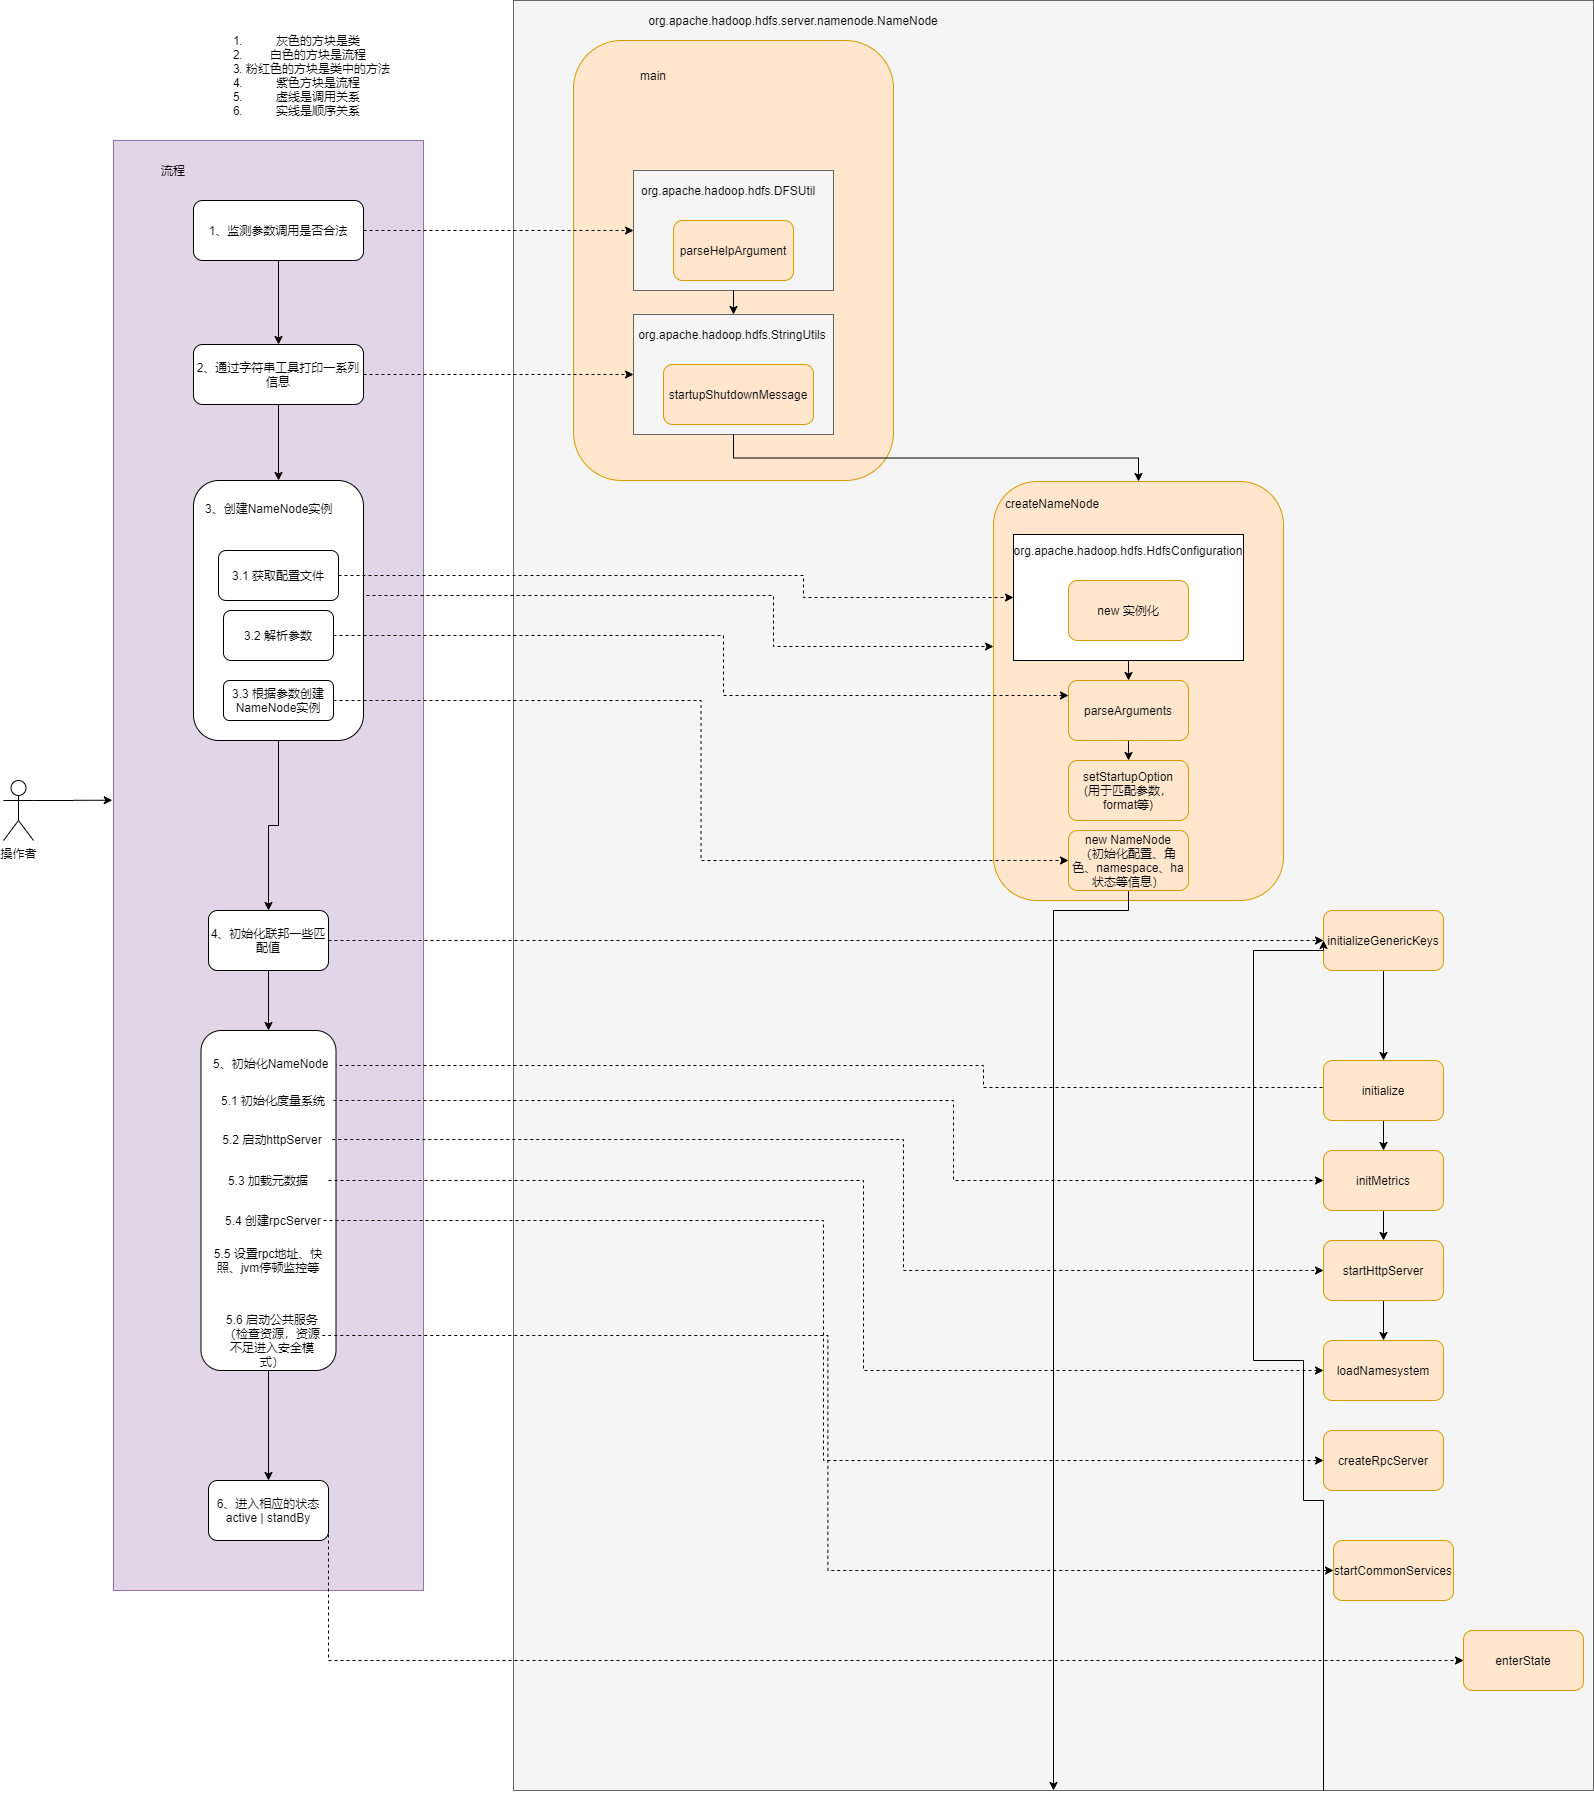 1. 灰色的方块是类
2. 白色的方块是流程
3. 粉红色的方块是类中的方法
4. 紫色方块是流程
5. 虚线是调用关系
6. 实线是顺序关系
流程
1、监测参数调用是否合法
2、通过字符串工具打印一系列
信息
3、创建NameNode实例
3.1 获取配置文件
3.2 解析参数
3.3 根据参数创建
NameNode实例
操作者
4、初始化联邦一些匹
配值
5、初始化NameNode
5.1 初始化度量系统
5.2 启动httpServer
5.3 加载元数据
5.4 创建rpcServer
5.5 设置rpc地址、快
照、jvm停顿监控等
5.6 启动公共服务
（检查资源，资源
不足进入安全模
式）
6、进入相应的状态
active | standBy
org.apache.hadoop.hdfs.server.namenode.NameNode
main
org.apache.hadoop.hdfs.DFSUtil
parseHelpArgument
org.apache.hadoop.hdfs.StringUtils
startupShutdownMessage
createNameNode
org.apache.hadoop.hdfs.HdfsConfiguration
new 实例化
parseArguments
setStartupOption
(用于匹配参数，
format等)
new NameNode
（初始化配置、角
色、namespace、ha
状态等信息）
initializeGenericKeys
initialize
initMetrics
startHttpServer
loadNamesystem
createRpcServer
startCommonServices
enterState